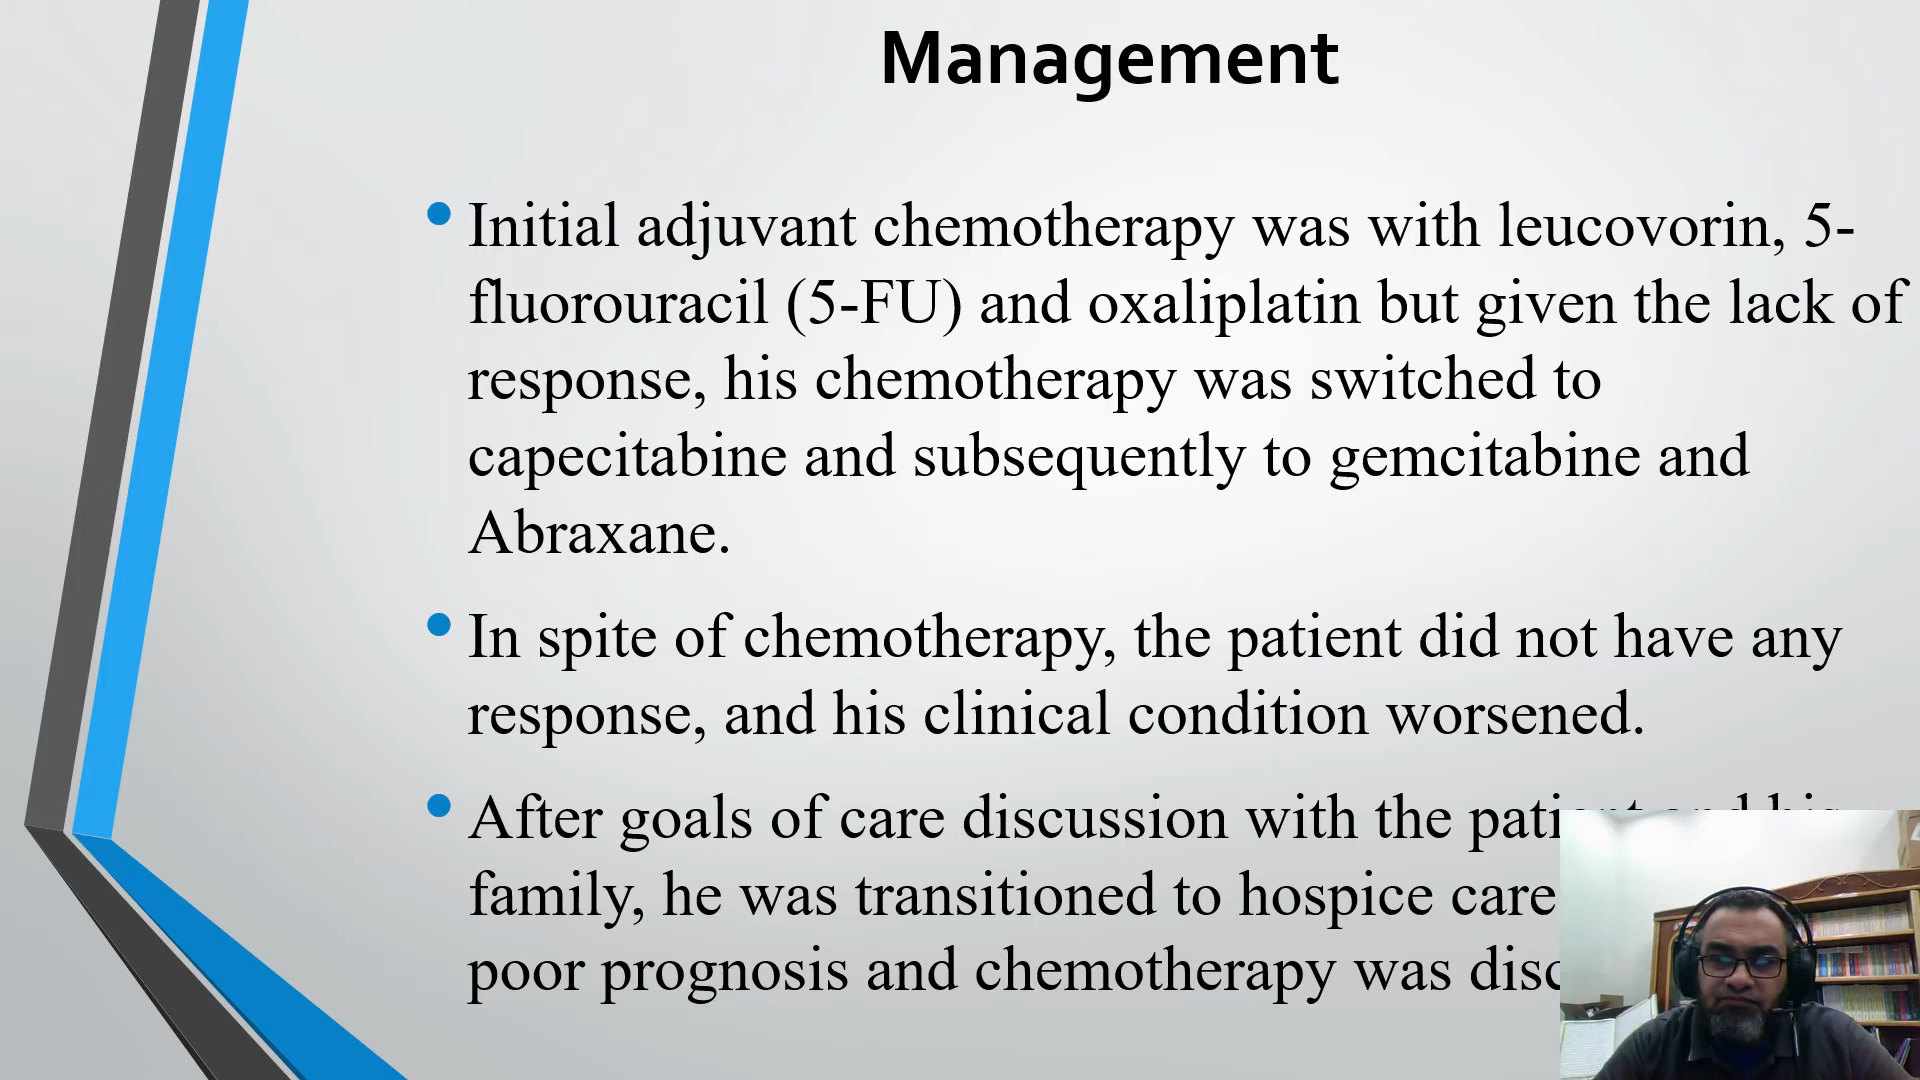 Management
• Initial adjuvant chemotherapy was with leucovorin, 5-
fluorouracil (5-FU) and oxaliplatin but given the lack of
response, his chemotherapy was switched to
capecitabine and subsequently to gemcitabine and
Abraxane.
• In spite of chemotherapy, the patient did not have any
response, and his clinical condition worsened.
• After goals of care discussion with the patient and his
family, he was transitioned to hospice care
poor prognosis and chemotherapy was